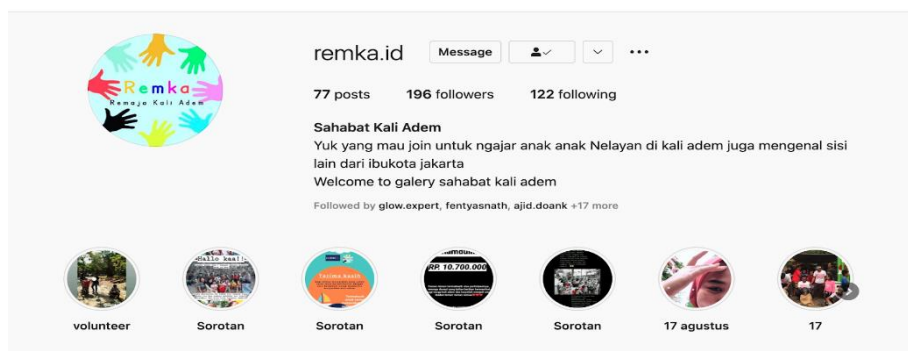 remka.id Message
77 posts 196 followers 122 following
Remka
Remaja Kali Adem
Sahabat Kali Adem
Yuk yang mau join untuk ngajar anak anak Nelayan di kali adem juga mengenal sisi
lain dari ibukota jakarta
Welcome to galery sahabat kali adem
Followed by glow.expert, fentyasnath, ajid.doank +17 more
Hallo kaa!!
Terima Kasih
RP. 10.700.000
volunteer Sorotan Sorotan Sorotan Sorotan 17 agustus 17